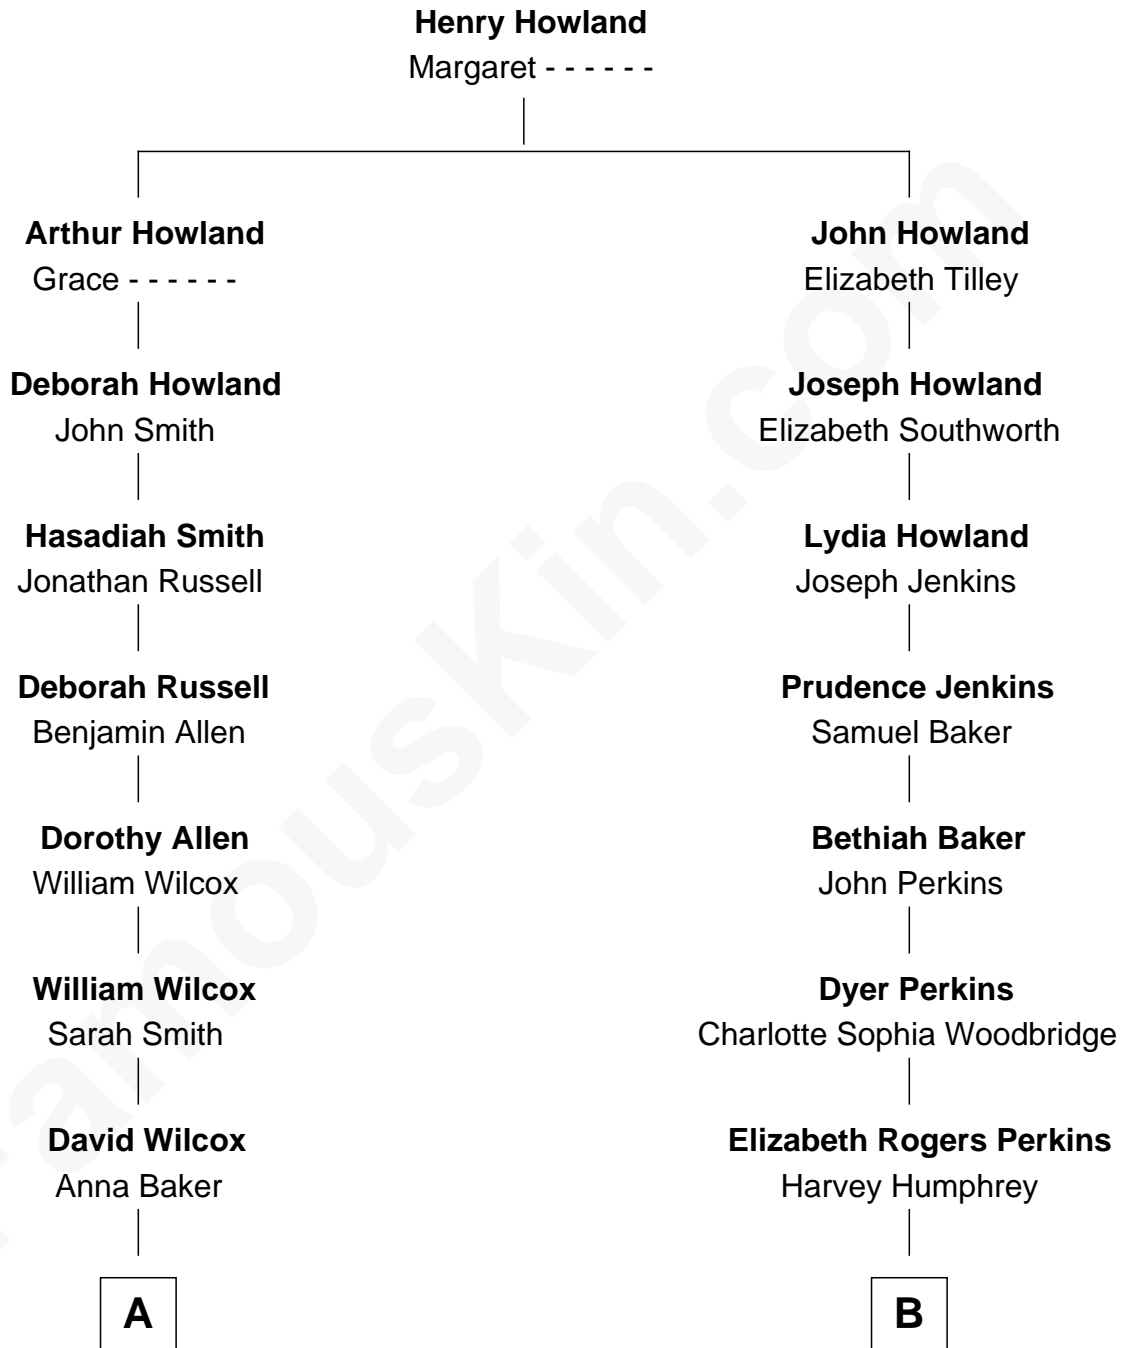 Henry Howland
Margaret - - - - - -
Arthur Howland
Grace - - - - - -
Deborah Howland
John Smith
Hasadiah Smith
Jonathan Russell
Deborah Russell
Benjamin Allen
Dorothy Allen
William Wilcox
William Wilcox
Sarah Smith
David Wilcox
Anna Baker
A
John Howland
Elizabeth Tilley
Joseph Howland
Elizabeth Southworth
Lydia Howland
Joseph Jenkins
Prudence Jenkins
Samuel Baker
Bethiah Baker
John Perkins
Dyer Perkins
Charlotte Sophia Woodbridge
Elizabeth Rogers Perkins
Harvey Humphrey
B
FamousKin.com